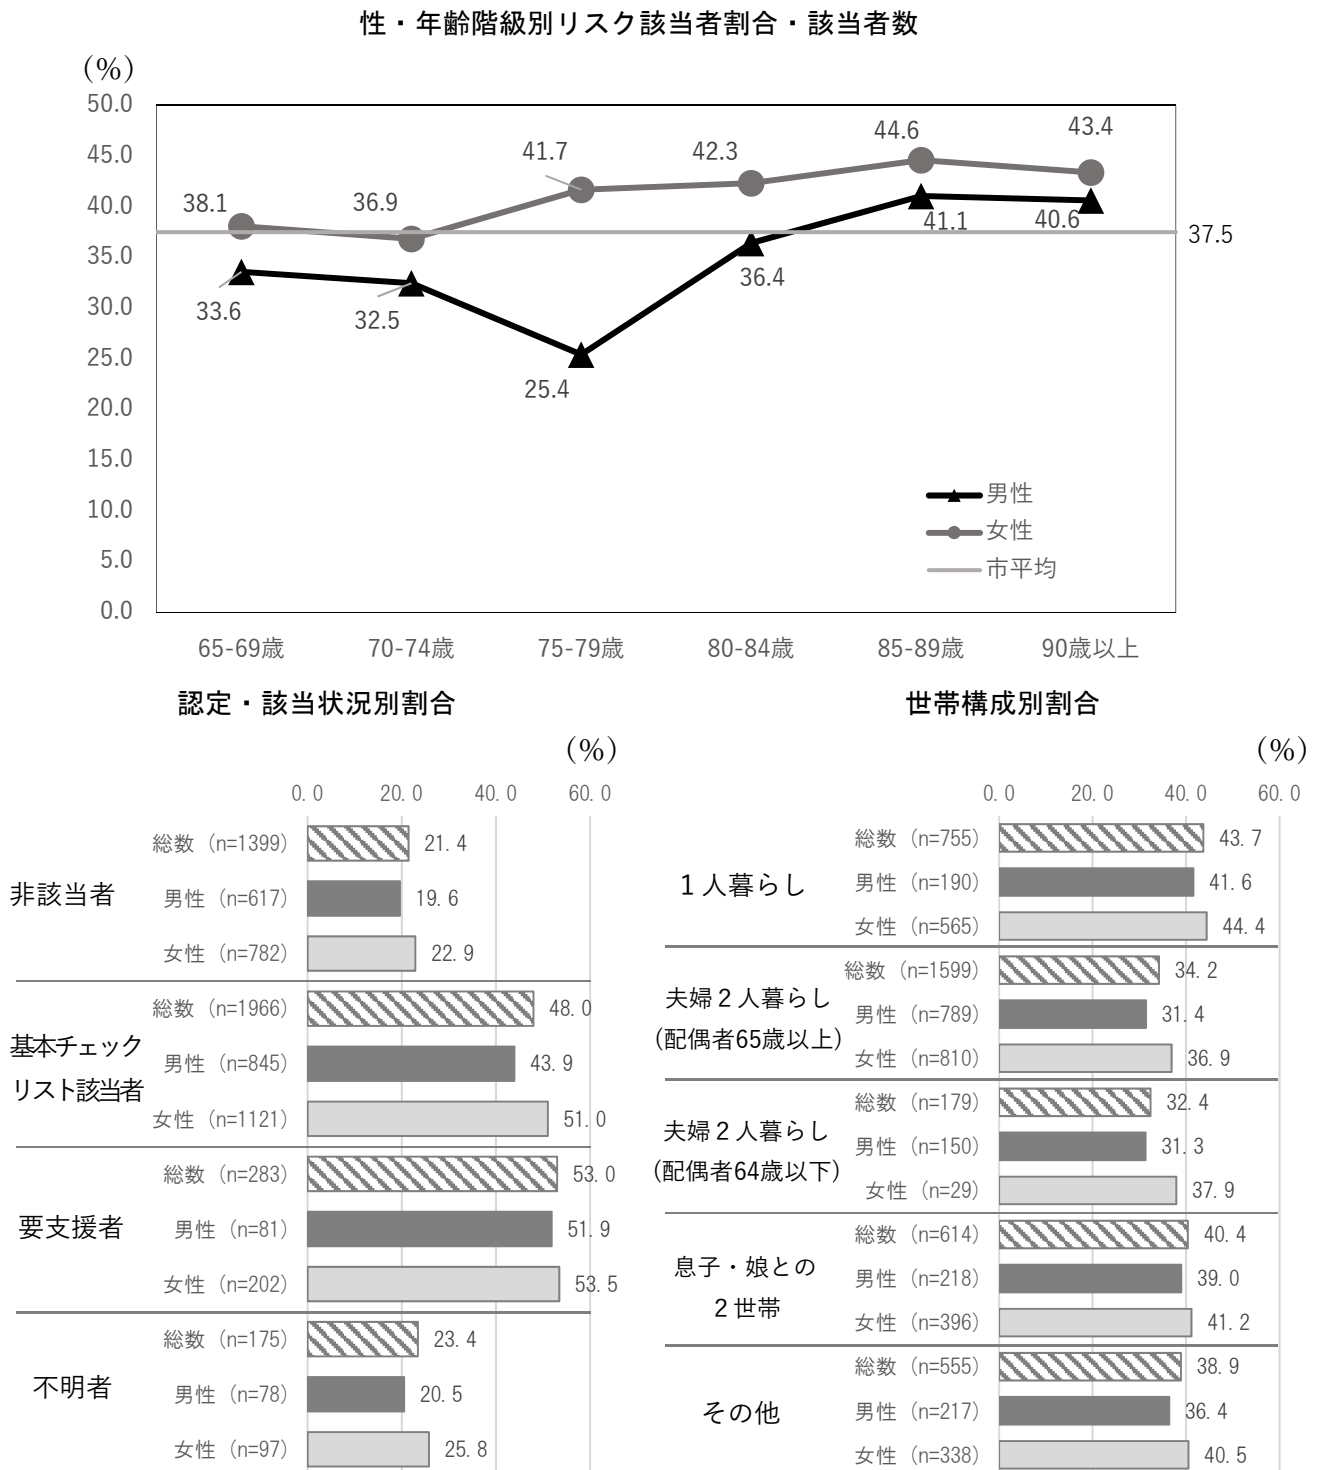 性・年齢階級別リスク該当者割合・該当者数
(%)
50.0
45.0
40.0
35.0
30.0
25.0
20.0
15.0
10.0
5.0
0.0
38.1
36.9
41.7
42.3
44.6
43.4
33.6
32.5
25.4
36.4
41.1
40.6
37.5
男性
女性
市平均
65-69歳 70-74歳 75-79歳 80-84歳 85-89歳 90歳以上
認定・該当状況別割合
(%)
0.0 20.0 40.0 60.0
非該当者
総数（n=1399） 21.4
男性（n=617） 19.6
女性（n=782） 22.9
基本チェック
リスト該当者
総数（n=1966） 48.0
男性（n=845） 43.9
女性（n=1121） 51.0
要支援者
総数（n=283） 53.0
男性（n=81） 51.9
女性（n=202） 53.5
不明者
総数（n=175） 23.4
男性（n=78） 20.5
女性（n=97） 25.8
世帯構成別割合
(%)
0.0 20.0 40.0 60.0
１人暮らし
総数（n=755） 43.7
男性（n=190） 41.6
女性（n=565） 44.4
夫婦２人暮らし
(配偶者65歳以上)
総数（n=1599） 34.2
男性（n=789） 31.4
女性（n=810） 36.9
夫婦２人暮らし
(配偶者64歳以下)
総数（n=179） 32.4
男性（n=150） 31.3
女性（n=29） 37.9
息子・娘との
２世帯
総数（n=614） 40.4
男性（n=218） 39.0
女性（n=396） 41.2
その他
総数（n=555） 38.9
男性（n=217） 36.4
女性（n=338） 40.5